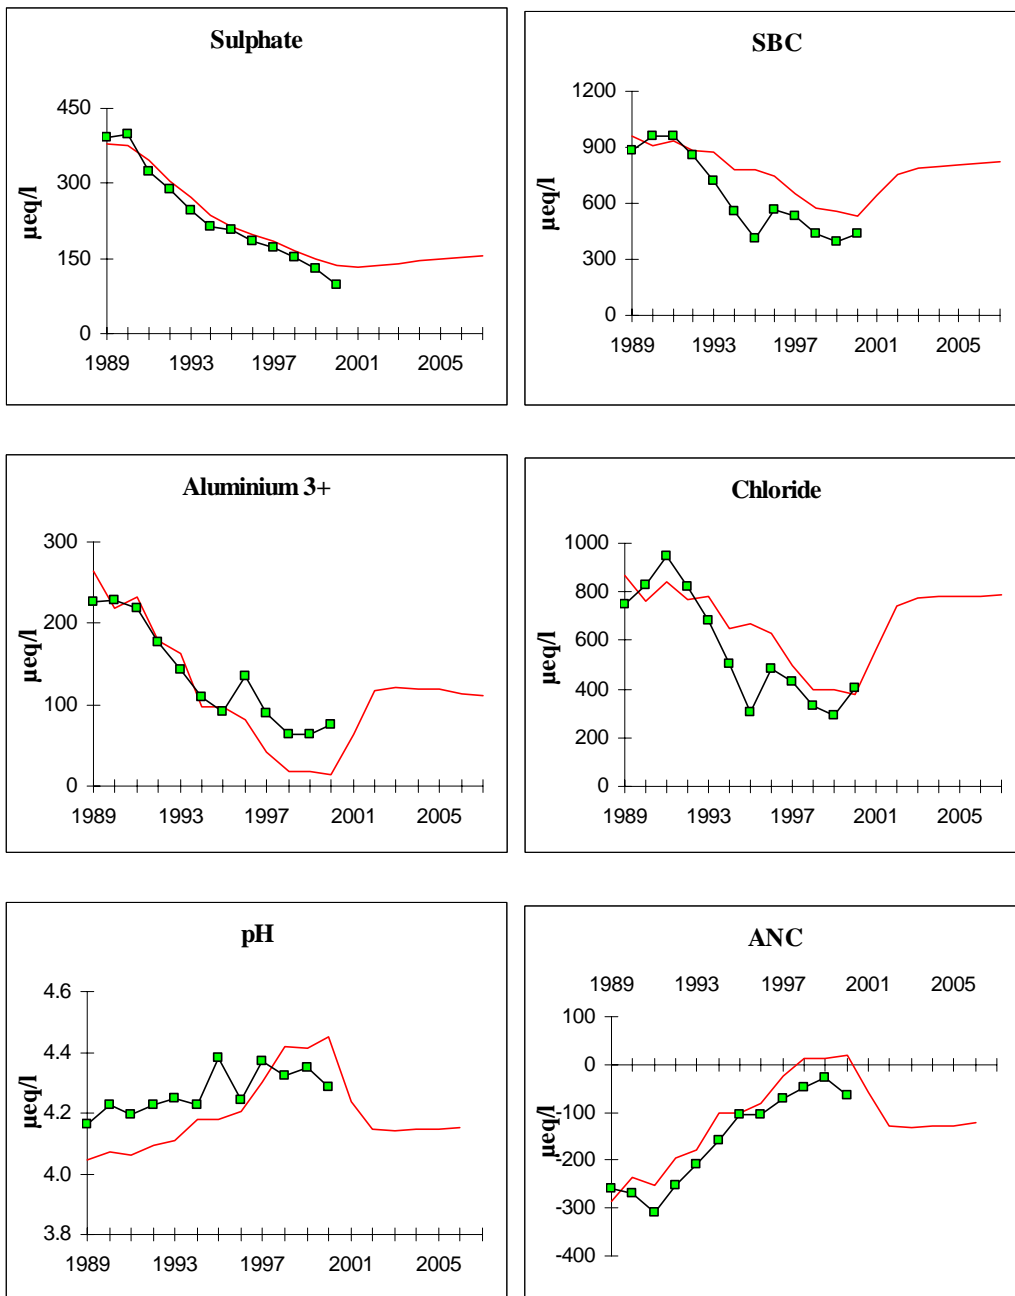 Sulphate
µeq/l
450
300
150
0
1989 1993 1997 2001 2005
SBC
µeq/l
1200
900
600
300
0
1989 1993 1997 2001 2005
Aluminium 3+
µeq/l
300
200
100
0
1989 1993 1997 2001 2005
Chloride
µeq/l
1000
800
600
400
200
0
1989 1993 1997 2001 2005
pH
µeq/l
4.6
4.4
4.2
4.0
3.8
1989 1993 1997 2001 2005
ANC
1989 1993 1997 2001 2005
µeq/l
100
0
-100
-200
-300
-400